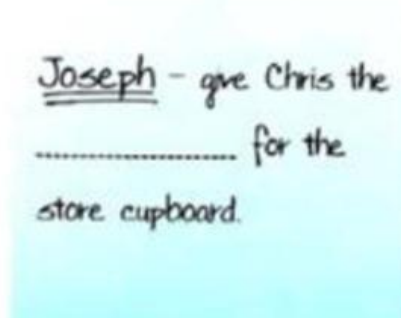 Joseph - give Chris the
.......................... for the
store cupboard.